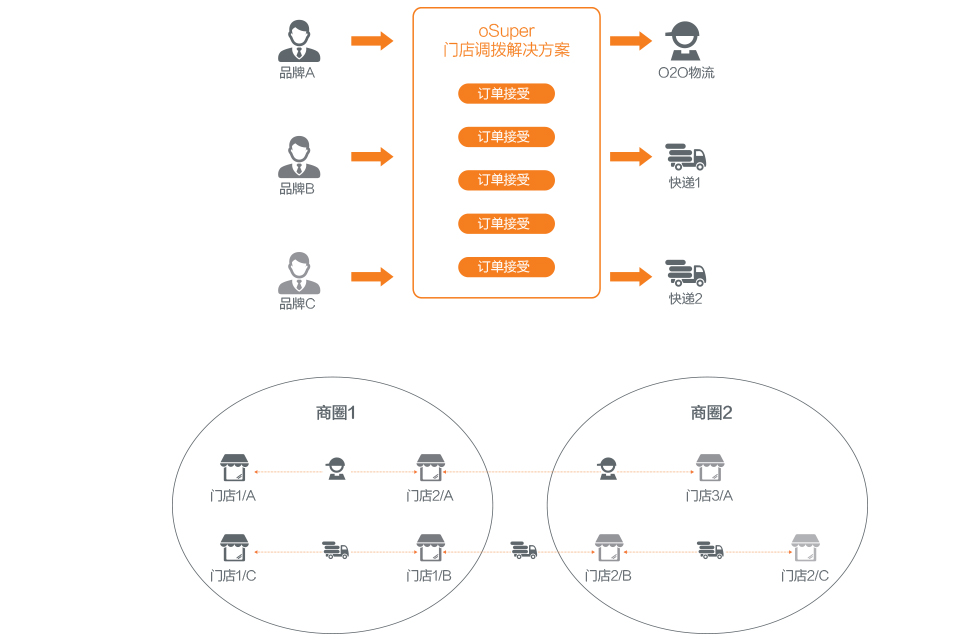 oSuper
门店调拔解决方案
品牌A
订单接受
O2O物流
订单接受
品牌B
订单接受
快递1
订单接受
品牌C
订单接受
快递2
商圈1
商圈2
门店1/A
门店2/A
门店3/A
门店1/C
门店1/B
门店2/B
门店2/C